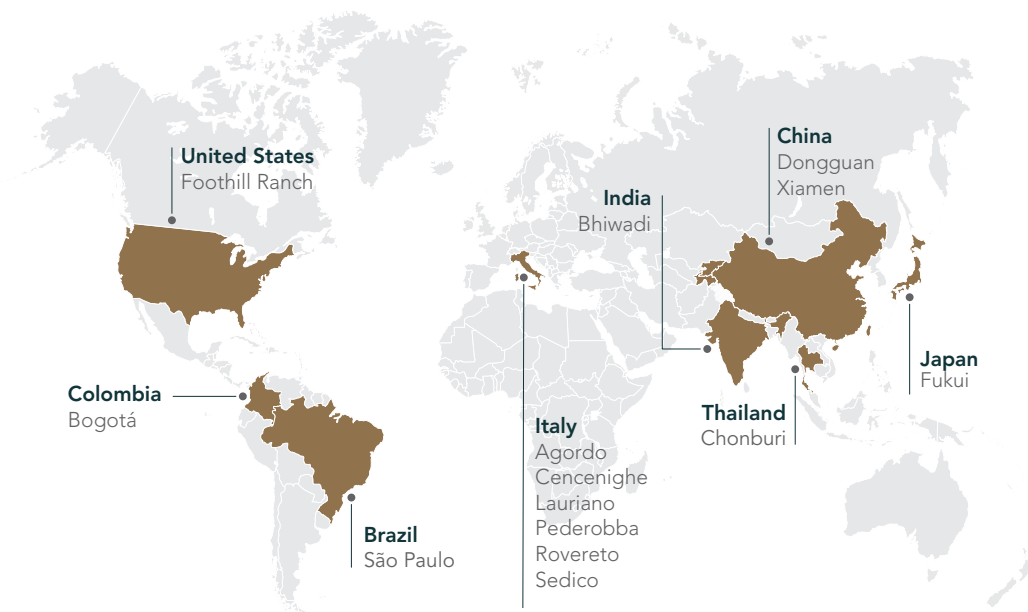 United States
Foothill Ranch
China
Dongguan
Xiamen
India
Bhiwadi
Japan
Fukui
Colombia
Bogotá
Thailand
Chonburi
Italy
Agordo
Cencenighe
Lauriano
Pederobba
Rovereto
Sedico
Brazil
São Paulo